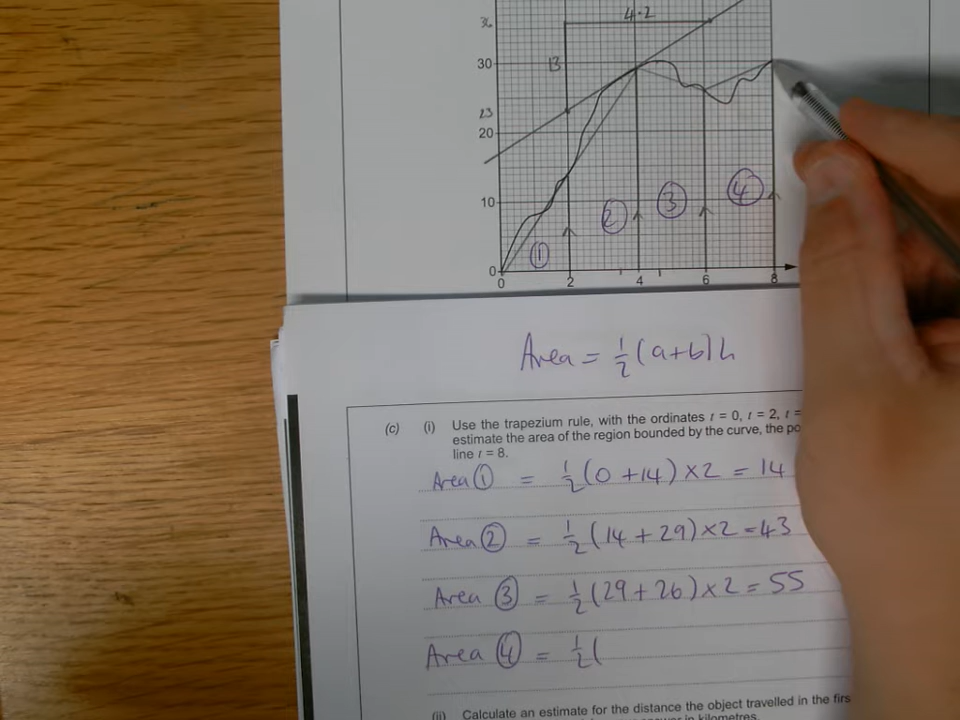 36
4.2
30
13
23
20
10
0
① ② ③ ④
0 2 4 6 8
Area = ½(a+b)h
(c) (i) Use the trapezium rule, with the ordinates t = 0, t = 2, t =
estimate the area of the region bounded by the curve, the
line t = 8.
Area ① = ½(0+14)×2 = 14
Area ② = ½(14+29)×2=43
Area ③ = ½(29+26)×2=55
Area ④ = ½(
(ii) Calculate an estimate for the distance the object travelled in the
answer in kilometres.